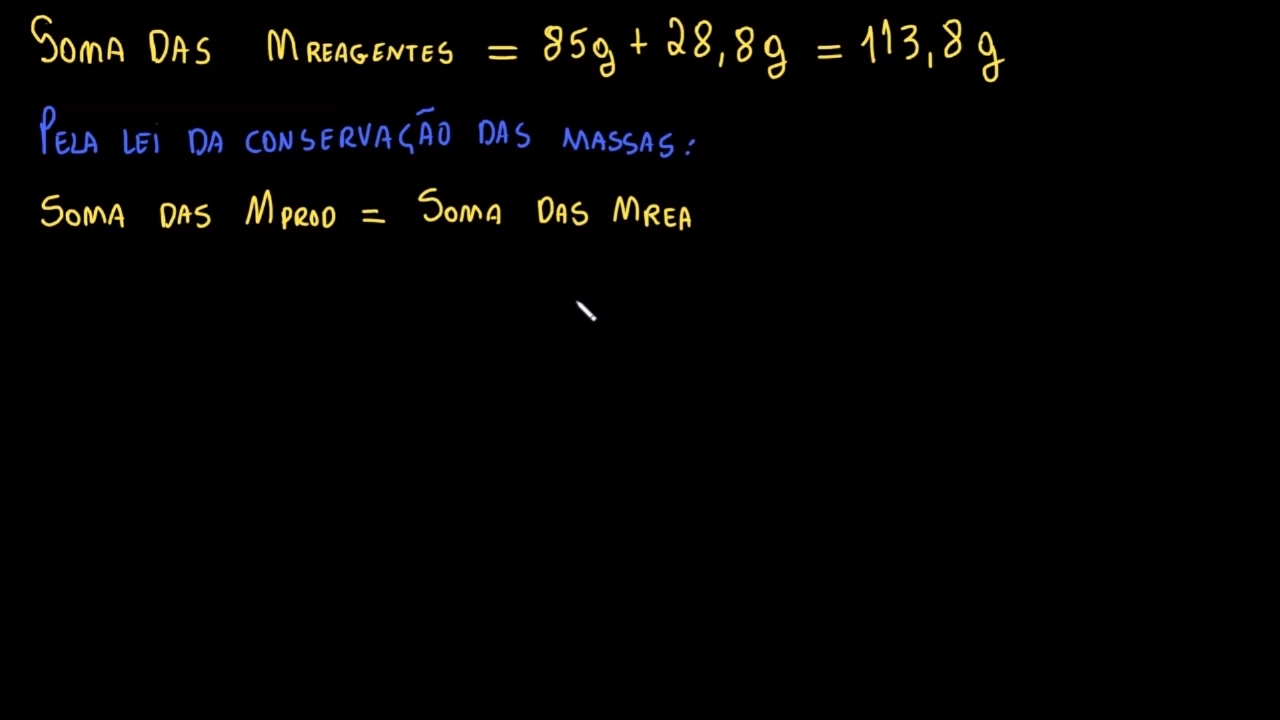 SOMA DAS MREAGENTES = 85g + 28,8g = 113,8g
PELA LEI DA CONSERVAÇÃO DAS MASSAS:
SOMA DAS MPROD = SOMA DAS MREA